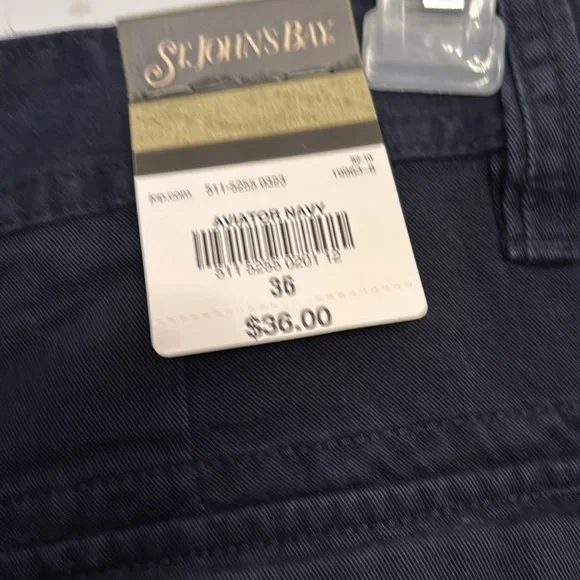 ST. JOHN'S BAY.
jcp.com 511-5255 0323
AVIATOR NAVY
511 5255 0201 12
36
$36.00